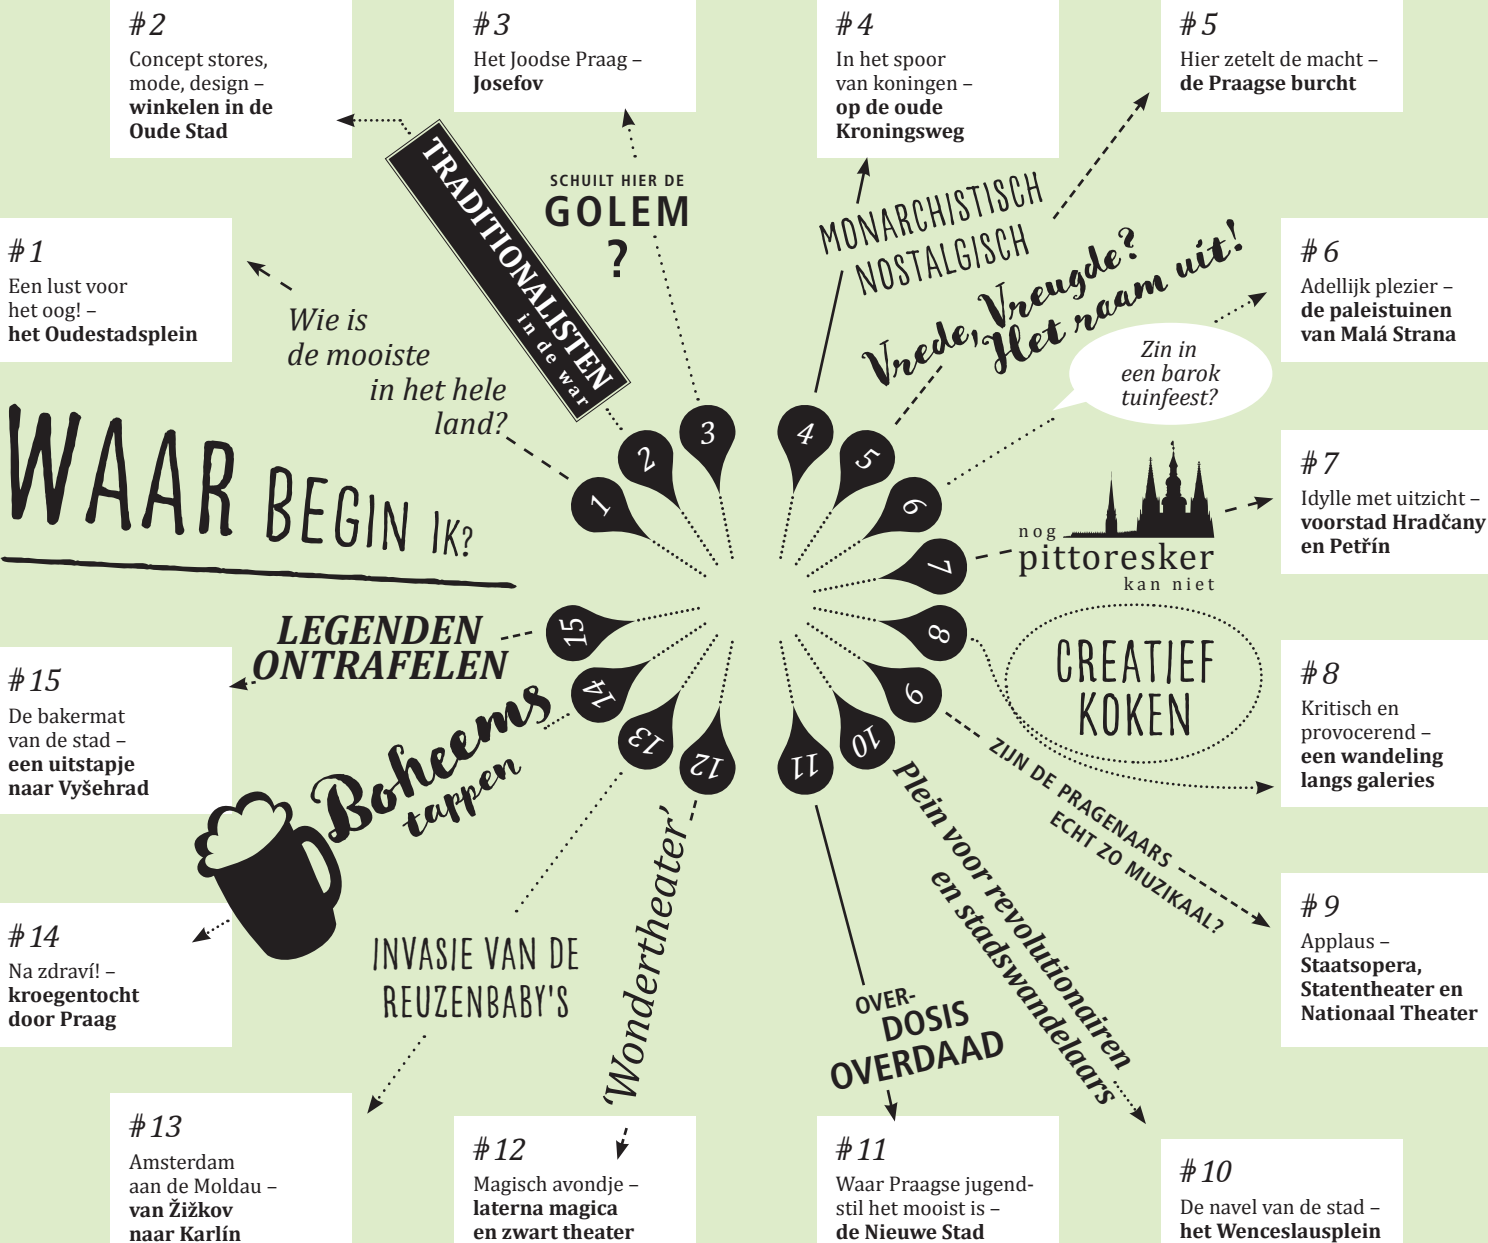 #2
Concept stores,
mode, design –
winkelen in de
Oude Stad
#3
Het Joodse Praag –
Josefov
#4
In het spoor
van koningen –
op de oude
Kroningsweg
#5
Hier zetelt de macht –
de Praagse burcht
TRADITIONALISTEN
in de war
SCHUILT HIER DE
GOLEM
?
MONARCHISTISCH
NOSTALGISCH
#1
Een lust voor
het oog! –
het Oudestadsplein
Wie is
de mooiste
in het hele
land?
Vrede, Vreugde?
Het raam uit!
#6
Adellijk plezier –
de paleistuinen
van Malá Strana
Zin in
een barok
tuinfeest?
WAAR BEGIN IK?
1
2
3
4
5
6
7
8
9
10
11
12
13
14
15
nog
pittoresker
kan niet
#7
Idylle met uitzicht –
voorstad Hradčany
en Petřín
LEGENDEN
ONTRAFELEN
CREATIEF
KOKEN
#15
De bakermat
van de stad –
een uitstapje
naar Vyšehrad
#8
Kritisch en
provocerend –
een wandeling
langs galeries
Boheems
tappen
ZIJN DE PRAGENAARS
ECHT ZO MUZIKAAL?
#14
Na zdraví! –
kroegentocht
door Praag
INVASIE VAN DE
REUZENBABY'S
'Wondertheater'
OVER-
DOSIS
OVERDAAD
Plein voor revolutionairen
en stadswandelaars
#9
Applaus –
Staatsopera,
Statentheater en
Nationaal Theater
#13
Amsterdam
aan de Moldau –
van Žižkov
naar Karlín
#12
Magisch avondje –
laterna magica
en zwart theater
#11
Waar Praagse jugend-
stil het mooist is –
de Nieuwe Stad
#10
De navel van de stad –
het Wenceslausplein